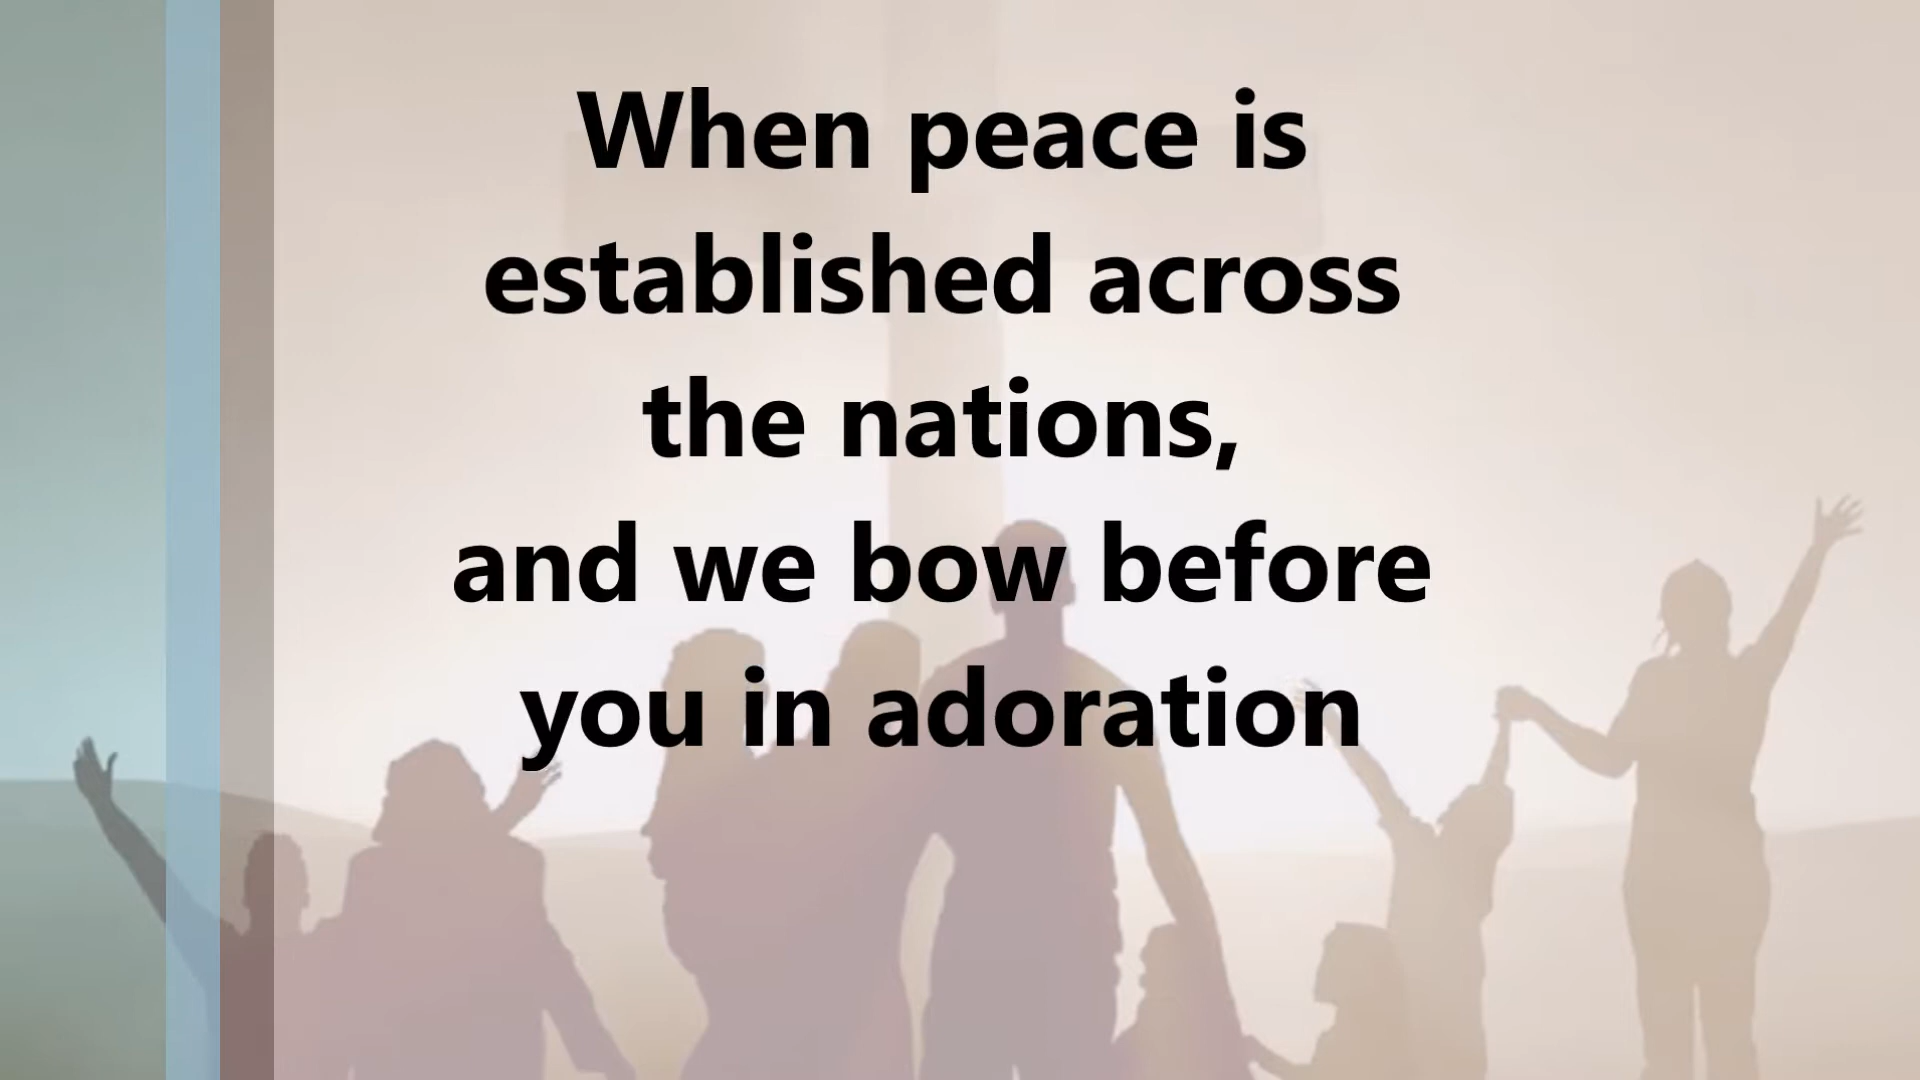 When peace is
established across
the nations,
and we bow before
you in adoration